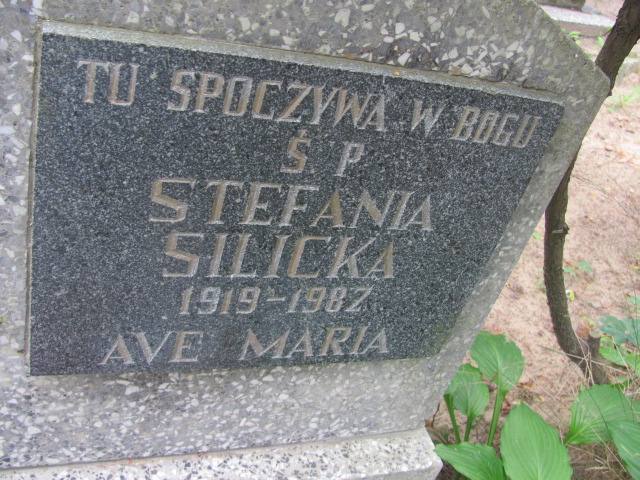 TU SPOCZYWA W BOGU
Ś P
STEFANIA
SILICKA
1919-1987
AVE MARIA